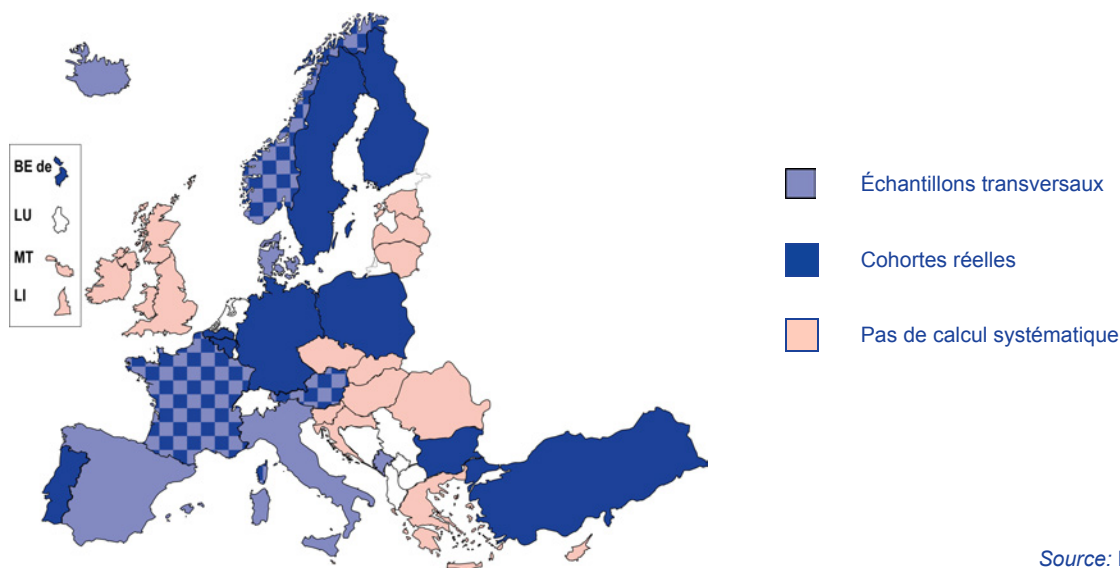 BE de
LU
MT
LI
Échantillons transversaux
Cohortes réelles
Pas de calcul systématique
Source: